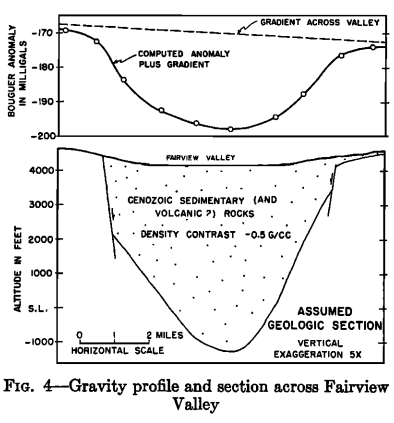 BOUGUER ANOMALY
IN MILLIGALS
-170
-180
-190
-200
GRADIENT ACROSS VALLEY
COMPUTED ANOMALY
PLUS GRADIENT
ALTITUDE IN FEET
4000
3000
2000
1000
S.L.
-1000
FAIRVIEW VALLEY
CENOZOIC SEDIMENTARY (AND
VOLCANIC ?) ROCKS
DENSITY CONTRAST -0.5 G/CC
0 1 2 MILES
HORIZONTAL SCALE
ASSUMED
GEOLOGIC SECTION
VERTICAL
EXAGGERATION 5X
FIG. 4—Gravity profile and section across Fairview
Valley